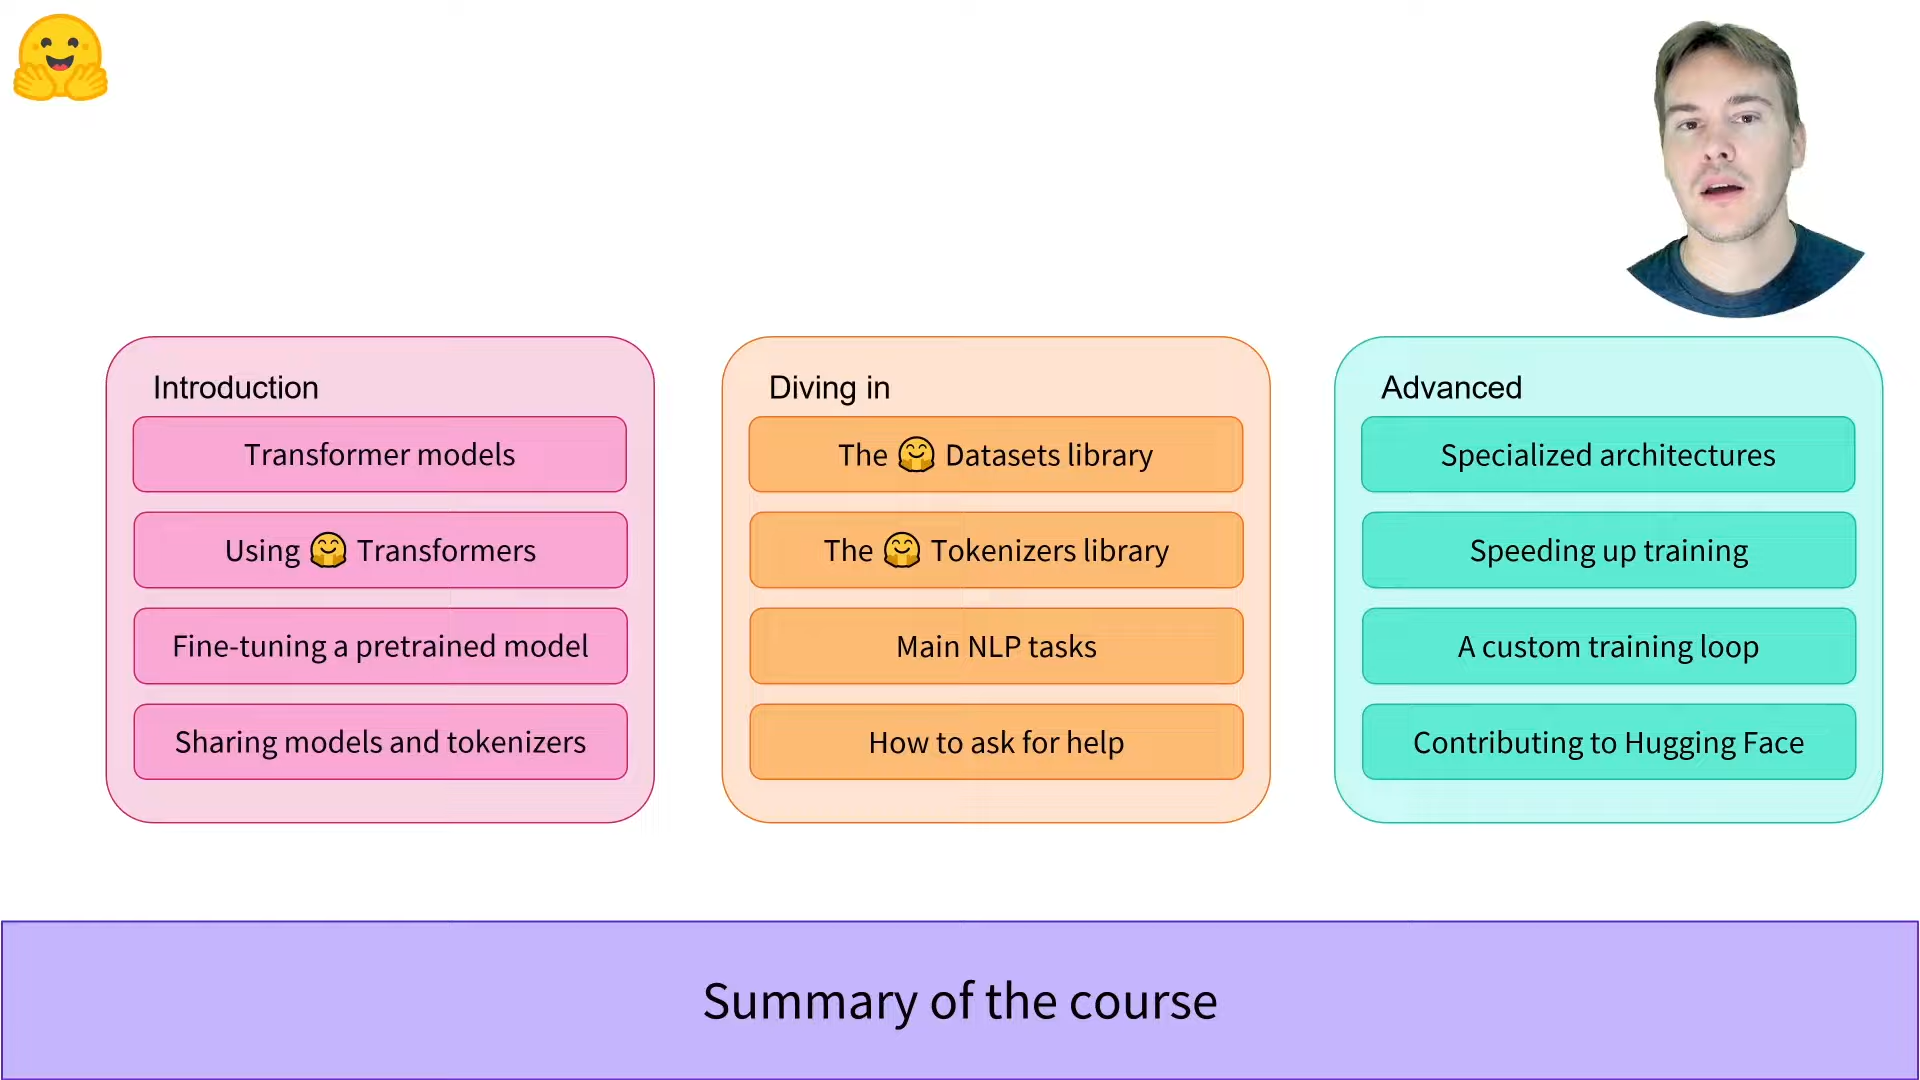 Introduction
Transformer models
Using 🤗 Transformers
Fine-tuning a pretrained model
Sharing models and tokenizers
Diving in
The 🤗 Datasets library
The 🤗 Tokenizers library
Main NLP tasks
How to ask for help
Advanced
Specialized architectures
Speeding up training
A custom training loop
Contributing to Hugging Face
Summary of the course